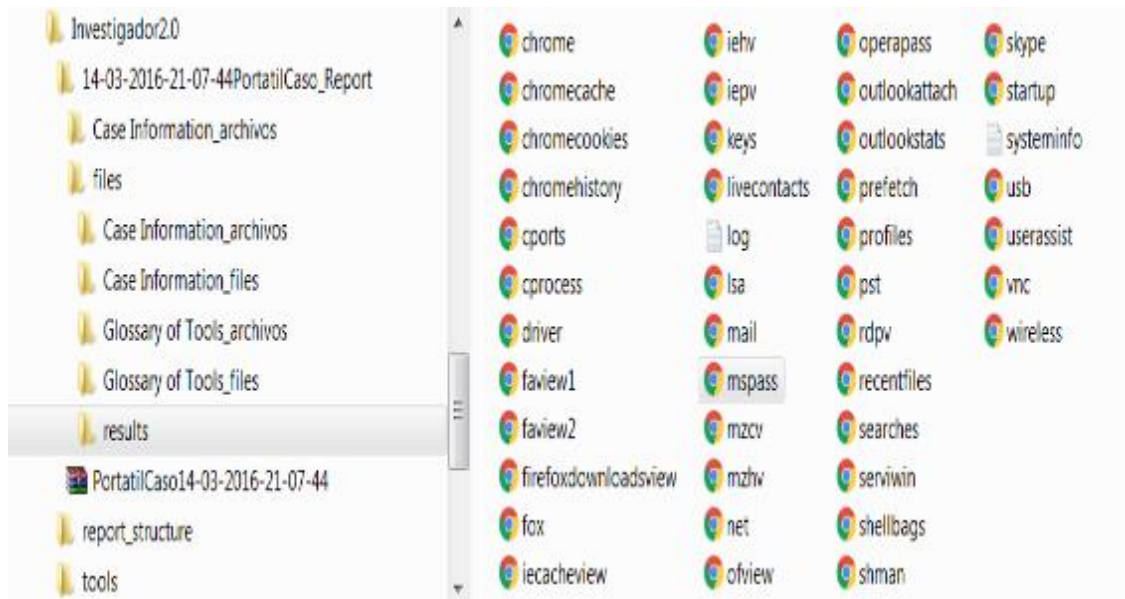 Investigador2.0
14-03-2016-21-07-44PortatilCaso_Report
Case Information_archivos
files
Case Information_archivos
Case Information_files
Glossary of Tools_archivos
Glossary of Tools_files
results
PortatilCaso14-03-2016-21-07-44
report_structure
tools
chrome
chromecache
chromecookies
chromehistory
cports
cprocess
driver
faview1
faview2
firefoxdownloadsview
fox
iecacheview
iehv
iepv
keys
livecontacts
log
lsa
mail
mspass
mzcv
mzhv
net
ofview
operapass
outlookattach
outlookstats
prefetch
profiles
pst
rdpv
recentfiles
searches
serviwin
shellbags
shman
skype
startup
systeminfo
usb
userassist
vnc
wireless